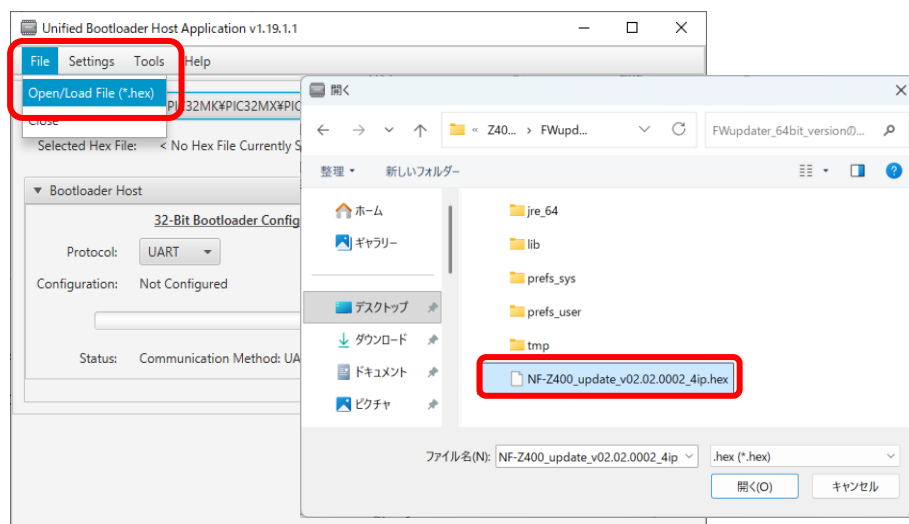 Unified Bootloader Host Application v1.19.1.1
File Settings Tools Help
Open/Load File (*.hex)
PIC32MK¥PIC32MX¥PIC
Close
Selected Hex File: < No Hex File Currently S
Bootloader Host
32-Bit Bootloader Config
Protocol: UART
Configuration: Not Configured
Status: Communication Method: UA
開く
« Z40... › FWupd...
FWupdater_64bit_versionの...
整理 新しいフォルダー
ホーム
ギャラリー
デスクトップ
ダウンロード
ドキュメント
ピクチャ
jre_64
lib
prefs_sys
prefs_user
tmp
NF-Z400_update_v02.02.0002_4ip.hex
ファイル名(N): NF-Z400_update_v02.02.0002_4ip
.hex (*.hex)
開く(O) キャンセル